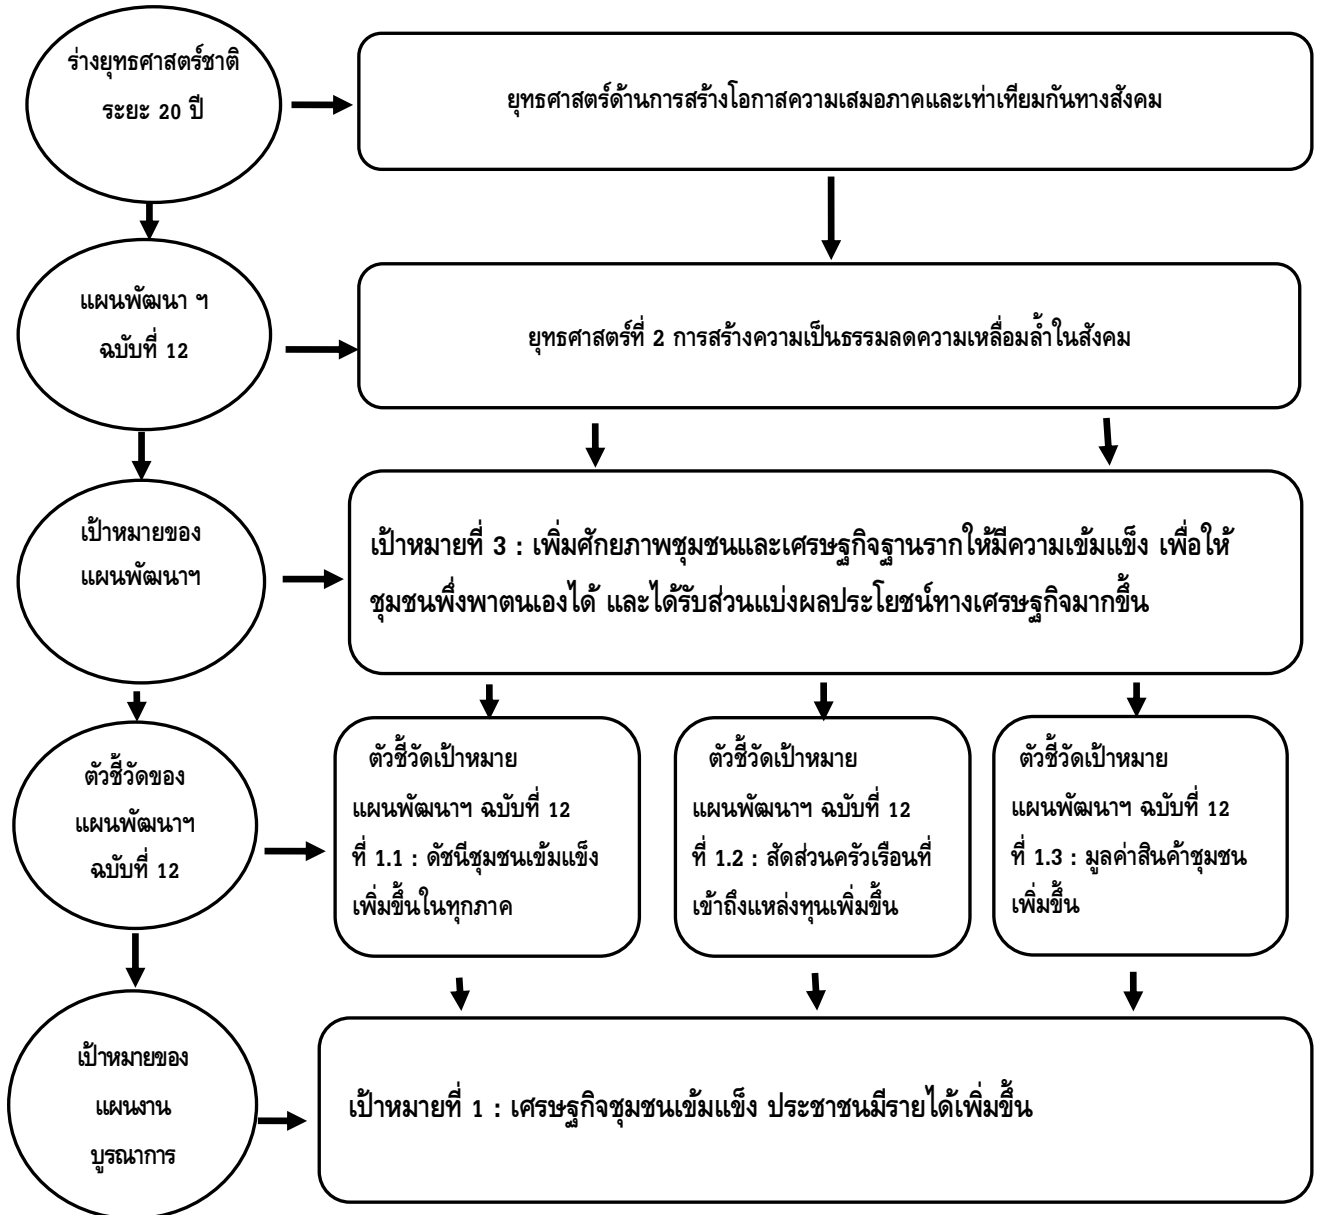 ร่างยุทธศาสตร์ชาติ
ระยะ 20 ปี
ยุทธศาสตร์ด้านการสร้างโอกาสความเสมอภาคและเท่าเทียมกันทางสังคม
แผนพัฒนา ฯ
ฉบับที่ 12
ยุทธศาสตร์ที่ 2 การสร้างความเป็นธรรมลดความเหลื่อมล้ำในสังคม
เป้าหมายของ
แผนพัฒนาฯ
เป้าหมายที่ 3 : เพิ่มศักยภาพชุมชนและเศรษฐกิจฐานรากให้มีความเข้มแข็ง เพื่อให้
ชุมชนพึ่งพาตนเองได้ และได้รับส่วนแบ่งผลประโยชน์ทางเศรษฐกิจมากขึ้น
ตัวชี้วัดของ
แผนพัฒนาฯ
ฉบับที่ 12
ตัวชี้วัดเป้าหมาย
แผนพัฒนาฯ ฉบับที่ 12
ที่ 1.1 : ดัชนีชุมชนเข้มแข็ง
เพิ่มขึ้นในทุกภาค
ตัวชี้วัดเป้าหมาย
แผนพัฒนาฯ ฉบับที่ 12
ที่ 1.2 : สัดส่วนครัวเรือนที่
เข้าถึงแหล่งทุนเพิ่มขึ้น
ตัวชี้วัดเป้าหมาย
แผนพัฒนาฯ ฉบับที่ 12
ที่ 1.3 : มูลค่าสินค้าชุมชน
เพิ่มขึ้น
เป้าหมายของ
แผนงาน
บูรณาการ
เป้าหมายที่ 1 : เศรษฐกิจชุมชนเข้มแข็ง ประชาชนมีรายได้เพิ่มขึ้น